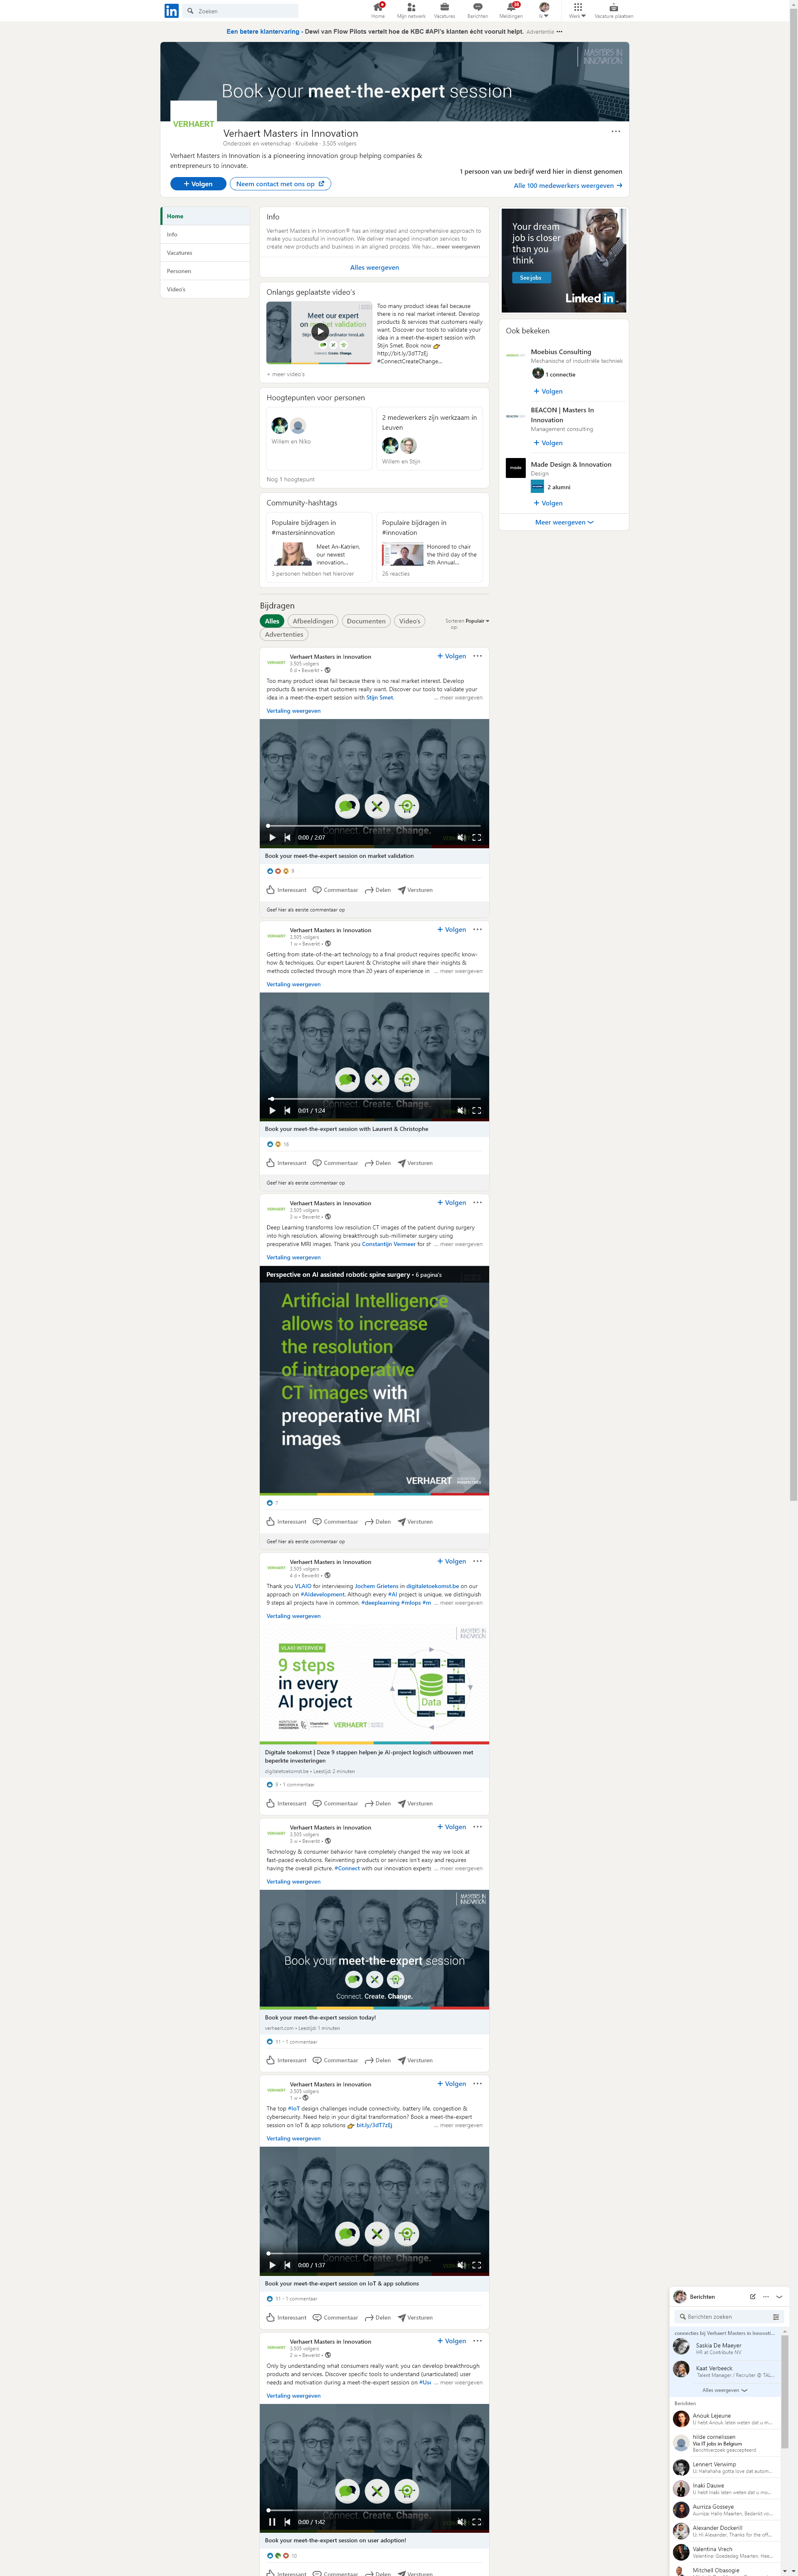 Zoeken
Home
Mijn netwerk
Vacatures
Berichten
Meldingen
Ik
Werk
Vacature plaatsen
Een betere klantervaring - Dewi van Flow Pilots vertelt hoe de KBC #API's klanten écht vooruit helpt. Advertentie
MASTERS IN INNOVATION
Book your meet-the-expert session
VERHAERT
Verhaert Masters in Innovation
Onderzoek en wetenschap · Kruibeke · 3.505 volgers
Verhaert Masters in Innovation is a pioneering innovation group helping companies &
entrepreneurs to innovate.
1 persoon van uw bedrijf werd hier in dienst genomen
+ Volgen
Neem contact met ons op
Alle 100 medewerkers weergeven
Home
Info
Vacatures
Personen
Video's
Info
Verhaert Masters in Innovation® has an integrated and comprehensive approach to
make you successful in innovation. We deliver managed innovation services to
create new products and business in an aligned process. We hav... meer weergeven
Alles weergeven
Onlangs geplaatste video's
Meet our expert
on market validation
Connect. Create. Change.
Too many product ideas fail because
there is no real market interest. Develop
products & services that customers really
want. Discover our tools to validate your
idea in a meet-the-expert session with
Stijn Smet. Book now
http://bit.ly/3dT7zEj
#ConnectCreateChange...
+ meer video's
Hoogtepunten voor personen
Willem en Niko
2 medewerkers zijn werkzaam in
Leuven
Willem en Stijn
Nog 1 hoogtepunt
Community-hashtags
Populaire bijdragen in
#mastersininnovation
Meet An-Katrien,
our newest
innovation...
3 personen hebben het hierover
Populaire bijdragen in
#innovation
Honored to chair
the third day of the
4th Annual...
26 reacties
Your dream
job is closer
than you
think
See jobs
LinkedIn
Ook bekeken
Moebius Consulting
Mechanische of industriële techniek
1 connectie
+ Volgen
BEACON | Masters In
Innovation
Management consulting
+ Volgen
made
Made Design & Innovation
Design
2 alumni
+ Volgen
Meer weergeven
Bijdragen
Alles
Afbeeldingen
Documenten
Video's
Advertenties
Sorteren op: Populair
Verhaert Masters in Innovation
3.505 volgers
6 d • Bewerkt •
+ Volgen
Too many product ideas fail because there is no real market interest. Develop
products & services that customers really want. Discover our tools to validate your
idea in a meet-the-expert session with Stijn Smet. ... meer weergeven
Vertaling weergeven
Connect. Create. Change.
0:00 / 2:07
Book your meet-the-expert session on market validation
9
Interessant Commentaar Delen Versturen
Geef hier als eerste commentaar op
Verhaert Masters in Innovation
3.505 volgers
1 w • Bewerkt •
+ Volgen
Getting from state-of-the-art technology to a final product requires specific know-
how & techniques. Our expert Laurent & Christophe will share their insights &
methods collected through more than 20 years of experience in ... meer weergeven
Vertaling weergeven
Connect. Create. Change.
0:01 / 1:24
Book your meet-the-expert session with Laurent & Christophe
16
Interessant Commentaar Delen Versturen
Geef hier als eerste commentaar op
Verhaert Masters in Innovation
3.505 volgers
2 w • Bewerkt •
+ Volgen
Deep Learning transforms low resolution CT images of the patient during surgery
into high resolution, allowing breakthrough sub-milimeter surgery using
preoperative MRI images. Thank you Constantijn Vermeer for st ... meer weergeven
Vertaling weergeven
Perspective on AI assisted robotic spine surgery • 6 pagina's
Artificial Intelligence
allows to increase
the resolution
of intraoperative
CT images with
preoperative MRI
images
VERHAERT
7
Interessant Commentaar Delen Versturen
Geef hier als eerste commentaar op
Verhaert Masters in Innovation
3.505 volgers
4 d • Bewerkt •
+ Volgen
Thank you VLAIO for interviewing Jochem Grietens in digitaletoekomst.be on our
approach on #AIdevelopment. Although every #AI project is unique, we distinguish
9 steps all projects have in common. #deeplearning #mlops #m ... meer weergeven
Vertaling weergeven
MASTERS IN INNOVATION
VLAIO INTERVIEW
9 steps
in every
AI project
Data
VERHAERT
Digitale toekomst | Deze 9 stappen helpen je AI-project logisch uitbouwen met
beperkte investeringen
digitaletoekomst.be • Leestijd: 2 minuten
9 · 1 commentaar
Interessant Commentaar Delen Versturen
Verhaert Masters in Innovation
3.505 volgers
3 w • Bewerkt •
+ Volgen
Technology & consumer behavior have completely changed the way we look at
fast-paced evolutions. Reinventing products or services isn't easy and requires
having the overall picture. #Connect with our innovation experts ... meer weergeven
Vertaling weergeven
MASTERS IN INNOVATION
Book your meet-the-expert session
Connect. Create. Change.
Book your meet-the-expert session today!
verhaert.com • Leestijd: 1 minuten
11 · 1 commentaar
Interessant Commentaar Delen Versturen
Verhaert Masters in Innovation
3.505 volgers
1 w •
+ Volgen
The top #IoT design challenges include connectivity, battery life, congestion &
cybersecurity. Need help in your digital transformation? Book a meet-the-expert
session on IoT & app solutions bit.ly/3dT7zEj ... meer weergeven
Vertaling weergeven
Connect. Create. Change.
0:00 / 1:37
Book your meet-the-expert session on IoT & app solutions
11 · 1 commentaar
Interessant Commentaar Delen Versturen
Verhaert Masters in Innovation
3.505 volgers
2 w • Bewerkt •
+ Volgen
Only by understanding what consumers really want, you can develop breakthrough
products and services. Discover specific tools to understand (unarticulated) user
needs and motivation during a meet-the-expert session on #Us ... meer weergeven
Vertaling weergeven
Connect. Create. Change.
0:00 / 1:42
Book your meet-the-expert session on user adoption!
10
Interessant Commentaar Delen Versturen
Berichten
Berichten zoeken
connecties bij Verhaert Masters in Innovati...
Saskia De Maeyer
HR at Contribute NV
Kaat Verbeeck
Talent Manager / Recruiter @ TAL...
Alles weergeven
Berichten
Anouk Lejeune
U hebt Anouk laten weten dat u m...
hilde cornelissen
Via IT jobs in Belgium
Berichtverzoek geaccepteerd
Lennert Verwimp
U: Hahahaha gotta love dat autom...
Inaki Dauwe
U hebt Inaki laten weten dat u mo...
Aurriza Gosseye
Aurriza: Hallo Maarten, Bedankt vo...
Alexander Dockerill
U: Hi Alexander, Thanks for the off...
Valentina Vrech
Valentina: Goedendag Maarten, Hee...
Mitchell Obasogie